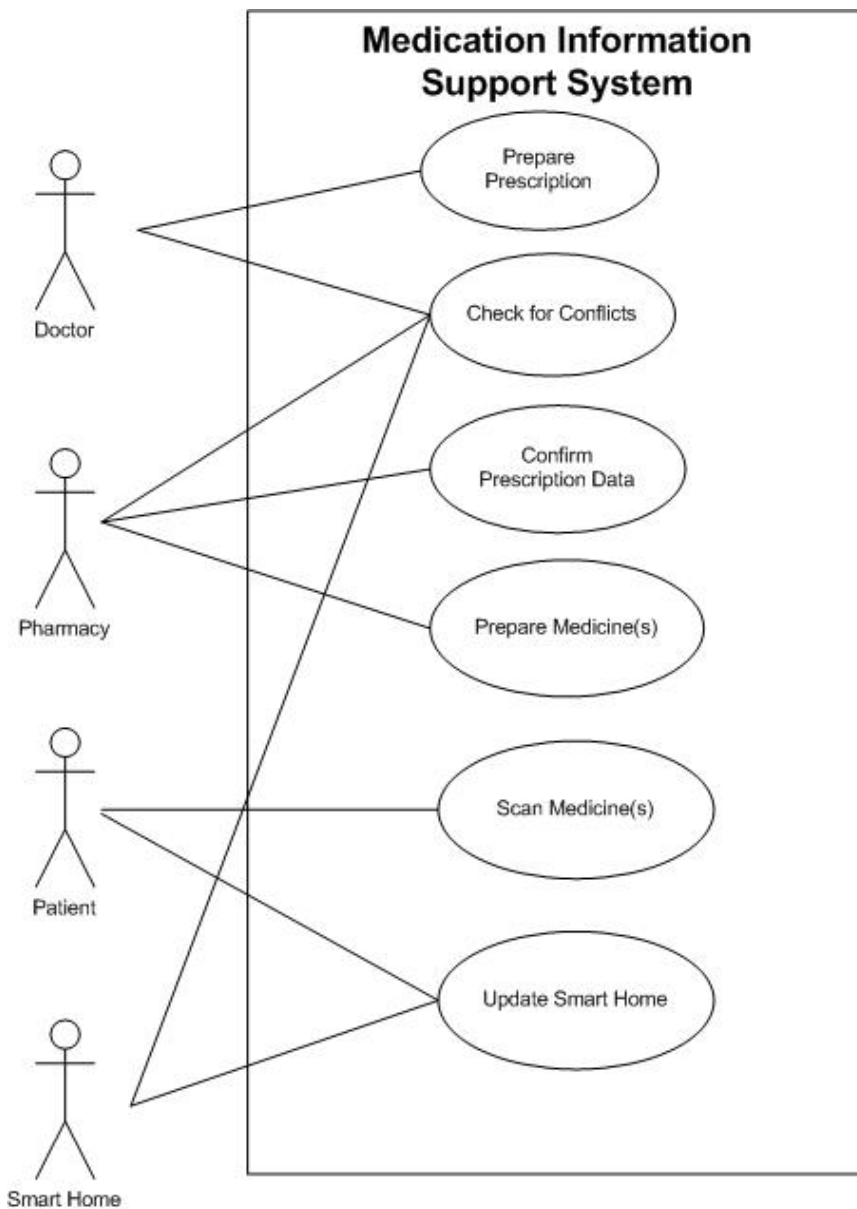 Medication Information
Support System
Prepare
Prescription
Doctor
Check for Conflicts
Confirm
Prescription Data
Pharmacy
Prepare Medicine(s)
Scan Medicine(s)
Patient
Update Smart Home
Smart Home